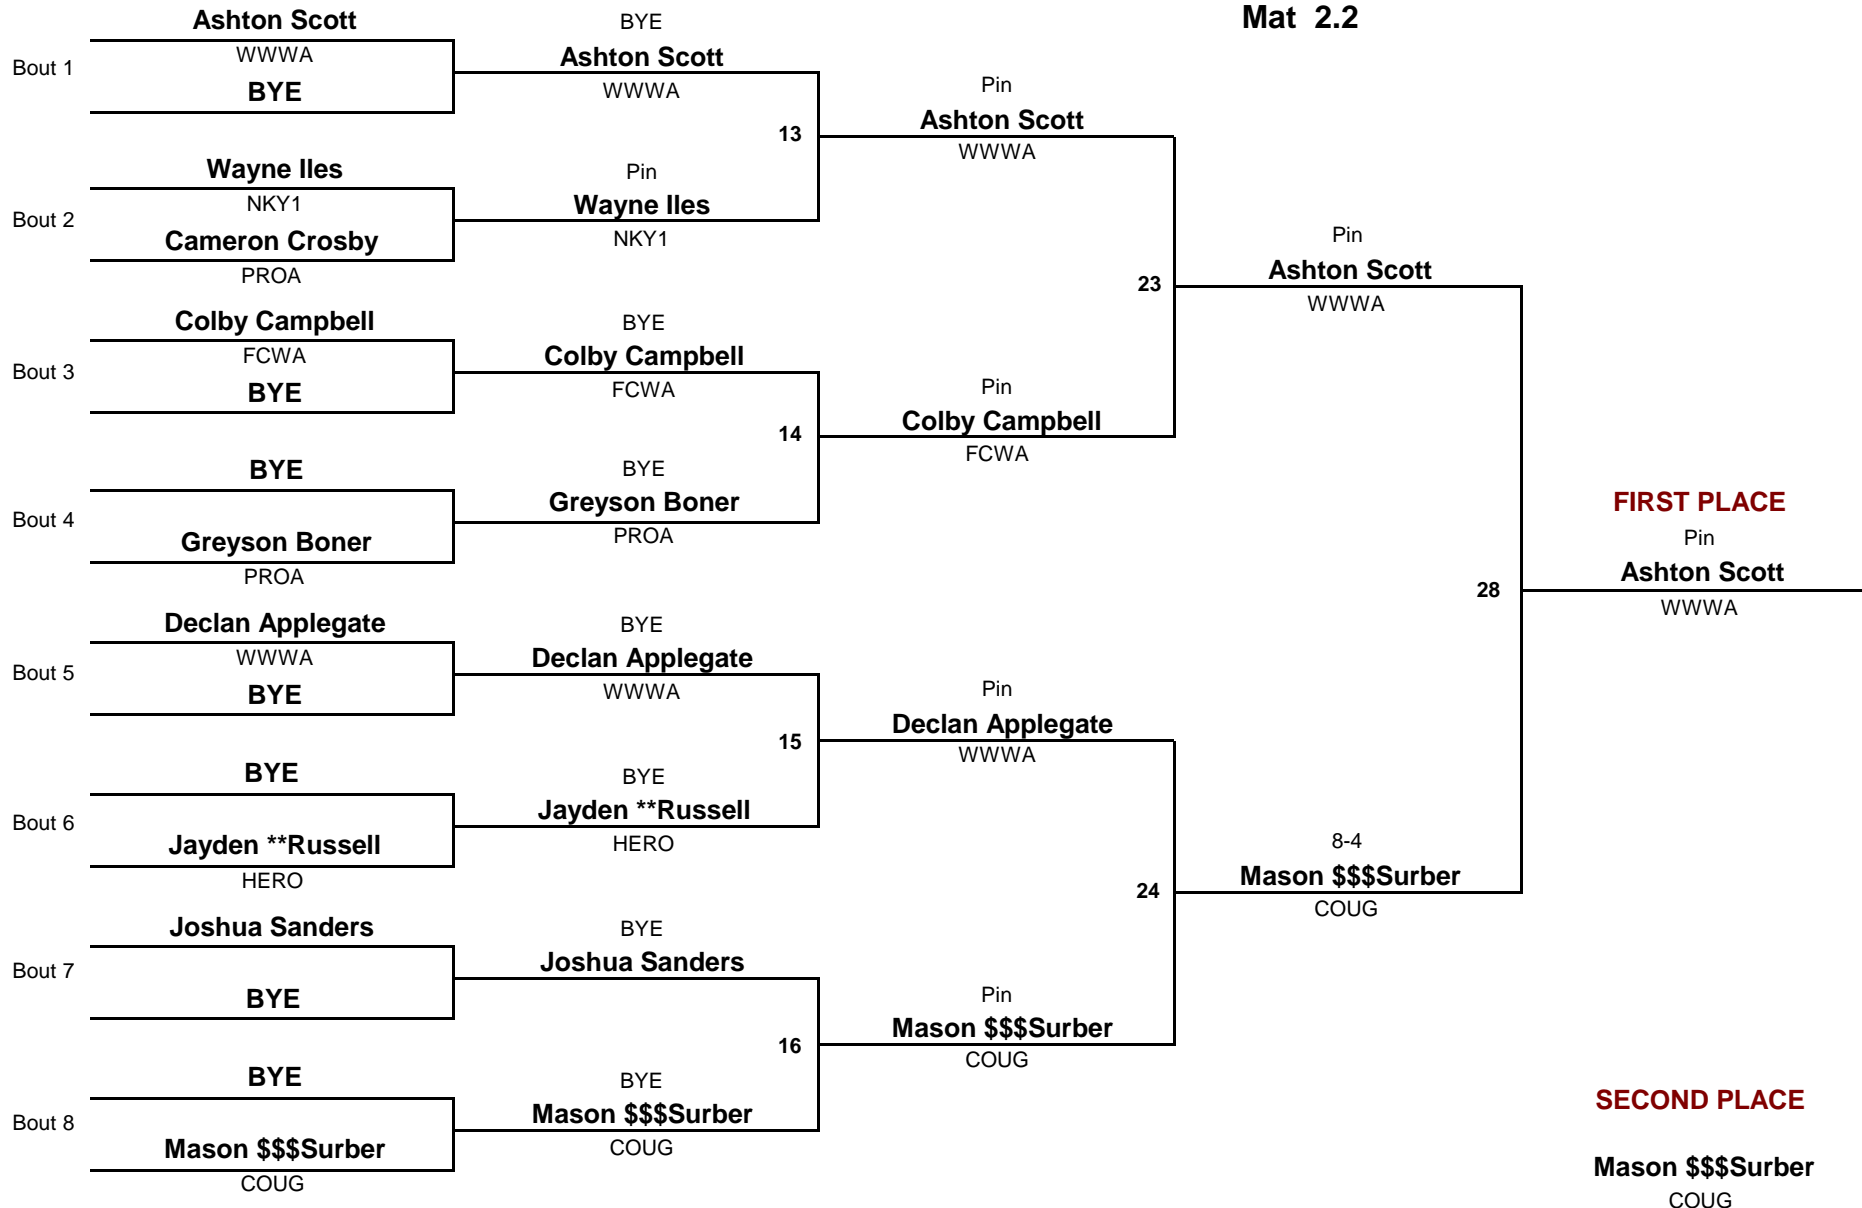 Mat 2.2
Bout 1
Ashton Scott
WWWA
BYE
Bout 2
Wayne Iles
NKY1
Cameron Crosby
PROA
Bout 3
Colby Campbell
FCWA
BYE
Bout 4
BYE
Greyson Boner
PROA
Bout 5
Declan Applegate
WWWA
BYE
Bout 6
BYE
Jayden **Russell
HERO
Bout 7
Joshua Sanders
BYE
Bout 8
BYE
Mason $$$Surber
COUG
BYE
Ashton Scott
WWWA
13
Pin
Wayne Iles
NKY1
BYE
Colby Campbell
FCWA
14
BYE
Greyson Boner
PROA
BYE
Declan Applegate
WWWA
15
BYE
Jayden **Russell
HERO
BYE
Joshua Sanders
16
BYE
Mason $$$Surber
COUG
Pin
Ashton Scott
WWWA
23
Pin
Colby Campbell
FCWA
Pin
Declan Applegate
WWWA
24
Pin
Mason $$$Surber
COUG
Pin
Ashton Scott
WWWA
28
8-4
Mason $$$Surber
COUG
FIRST PLACE
Pin
Ashton Scott
WWWA
SECOND PLACE
Mason $$$Surber
COUG